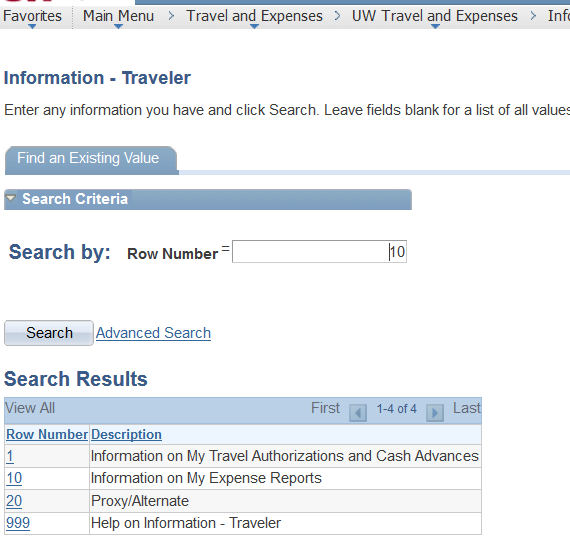 Favorites Main Menu > Travel and Expenses > UW Travel and Expenses >
Information - Traveler
Enter any information you have and click Search. Leave fields blank for a list of all values
Find an Existing Value
Search Criteria
Search by: Row Number = 10
Search Advanced Search
Search Results
View All First 1-4 of 4 Last
Row Number Description
1 Information on My Travel Authorizations and Cash Advances
10 Information on My Expense Reports
20 Proxy/Alternate
999 Help on Information - Traveler